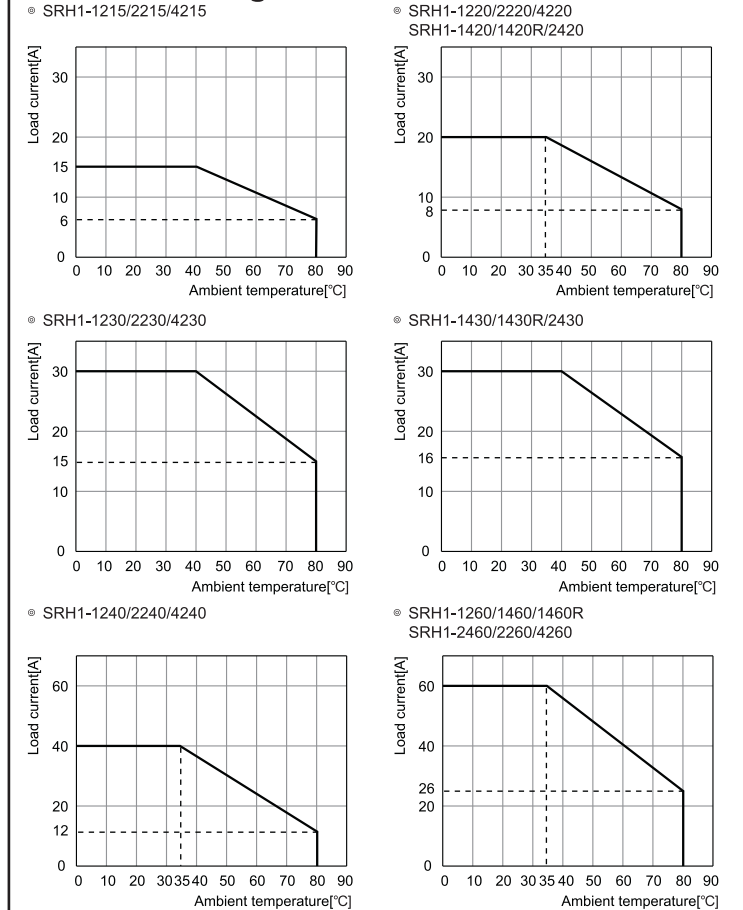 ◎ SRH1-1215/2215/4215
Load current[A]
30
20
15
10
6
0
0 10 20 30 40 50 60 70 80 90
Ambient temperature[℃]
◎ SRH1-1220/2220/4220
SRH1-1420/1420R/2420
Load current[A]
30
20
10
8
0
0 10 20 30 35 40 50 60 70 80 90
Ambient temperature[℃]
◎ SRH1-1230/2230/4230
Load current[A]
30
20
15
10
0
0 10 20 30 40 50 60 70 80 90
Ambient temperature[℃]
◎ SRH1-1430/1430R/2430
Load current[A]
30
20
16
10
0
0 10 20 30 40 50 60 70 80 90
Ambient temperature[℃]
◎ SRH1-1240/2240/4240
Load current[A]
60
40
20
12
0
0 10 20 30 35 40 50 60 70 80 90
Ambient temperature[℃]
◎ SRH1-1260/1460/1460R
SRH1-2460/2260/4260
Load current[A]
60
40
26
20
0
0 10 20 30 35 40 50 60 70 80 90
Ambient temperature[℃]